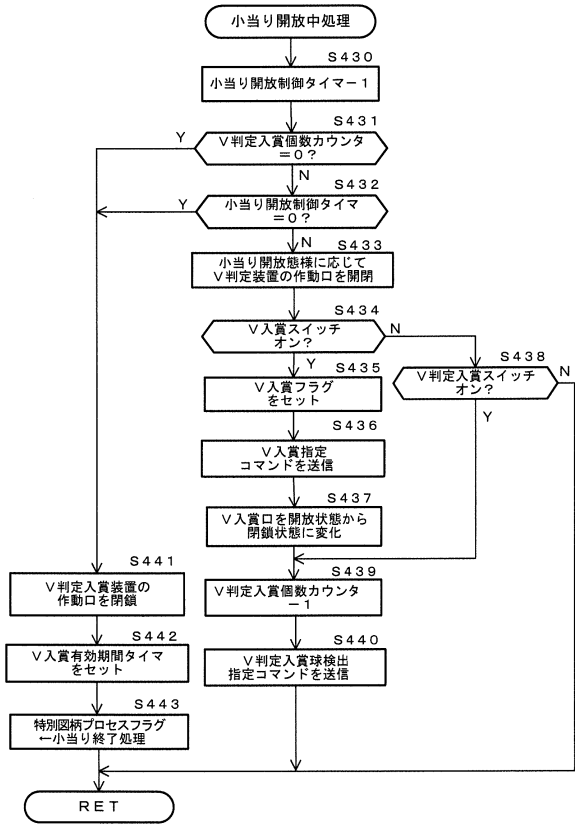 小当り開放中処理
S430
小当り開放制御タイマー1
S431
V判定入賞個数カウンタ
=0?
Y
N
S432
小当り開放制御タイマ
=0?
Y
N
S433
小当り開放態様に応じて
V判定装置の作動口を開閉
S434
V入賞スイッチ
オン?
N
Y
S438
V判定入賞スイッチ
オン?
N
Y
S435
V入賞フラグ
をセット
S436
V入賞指定
コマンドを送信
S437
V入賞口を開放状態から
閉鎖状態に変化
S439
V判定入賞個数カウンタ
-1
S440
V判定入賞球検出
指定コマンドを送信
S441
V判定入賞装置の
作動口を閉鎖
S442
V入賞有効期間タイマ
をセット
S443
特別図柄プロセスフラグ
←小当り終了処理
RET